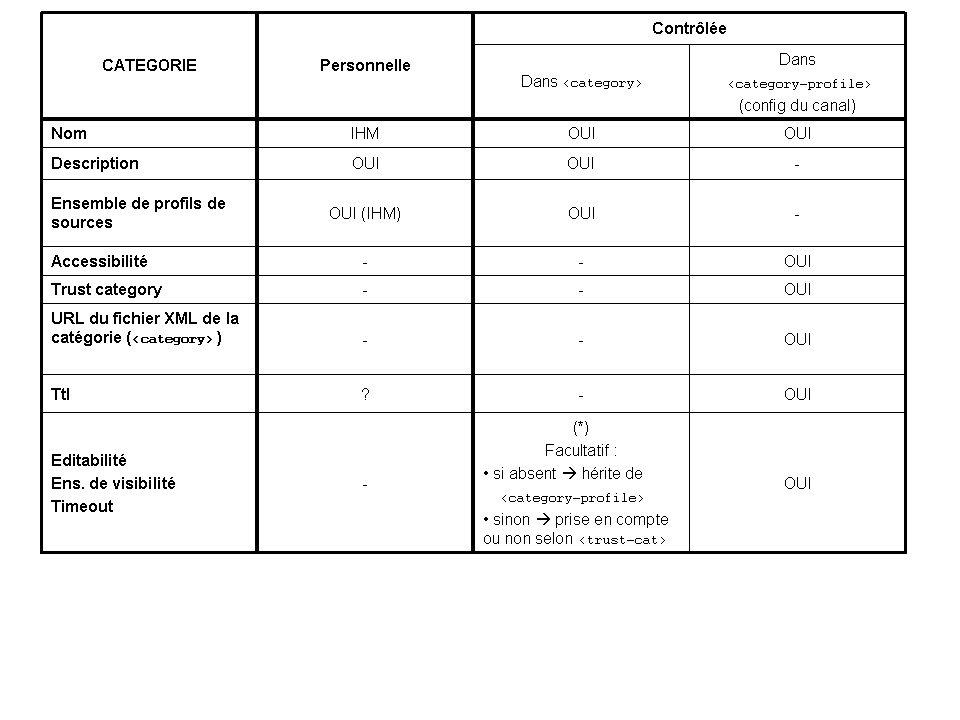 CATEGORIE
Personnelle
Contrôlée
Dans <category>
Dans
<category-profile>
(config du canal)
Nom
IHM
OUI
OUI
Description
OUI
OUI
-
Ensemble de profils de
sources
OUI (IHM)
OUI
-
Accessibilité
-
-
OUI
Trust category
-
-
OUI
URL du fichier XML de la
catégorie (<category> )
-
-
OUI
Ttl
?
-
OUI
Editabilité
Ens. de visibilité
Timeout
-
(*)
Facultatif :
• si absent → hérite de
<category-profile>
• sinon → prise en compte
ou non selon <trust-cat>
OUI